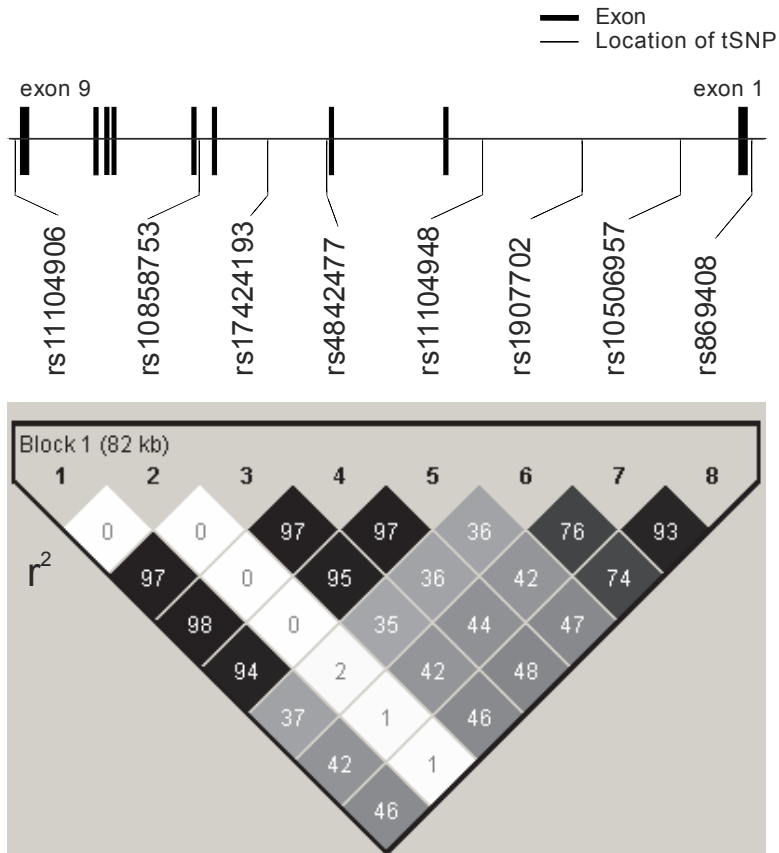 Exon
Location of tSNP
exon 9
exon 1
rs11104906
rs10858753
rs17424193
rs4842477
rs11104948
rs1907702
rs10506957
rs869408
Block 1 (82 kb)
1 2 3 4 5 6 7 8
0 0 97 97 36 76 93
r²
97 0 95 36 42 74
98 0 35 44 47
94 2 42 48
37 1 46
42 1
46